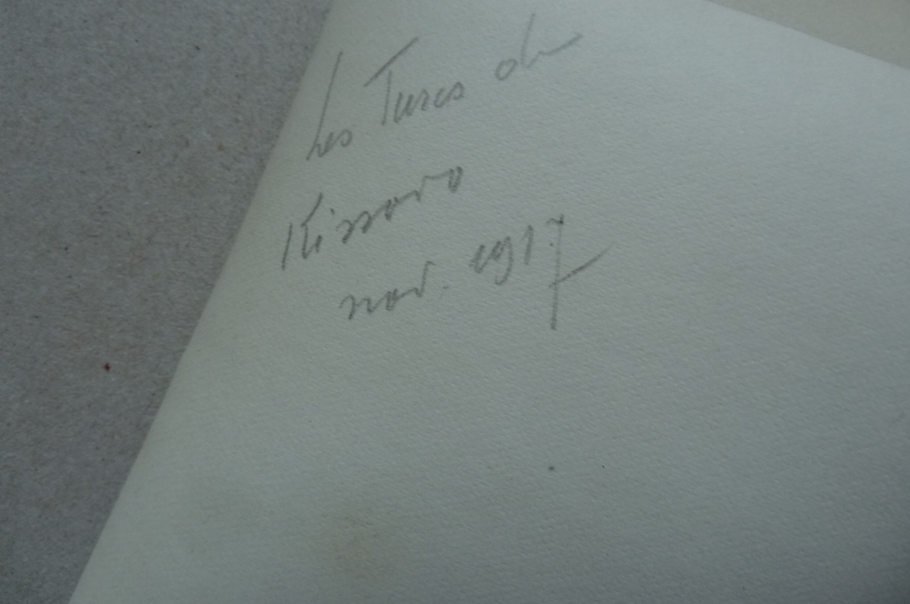 Les Turcs de
Kissovo
nov. 1917